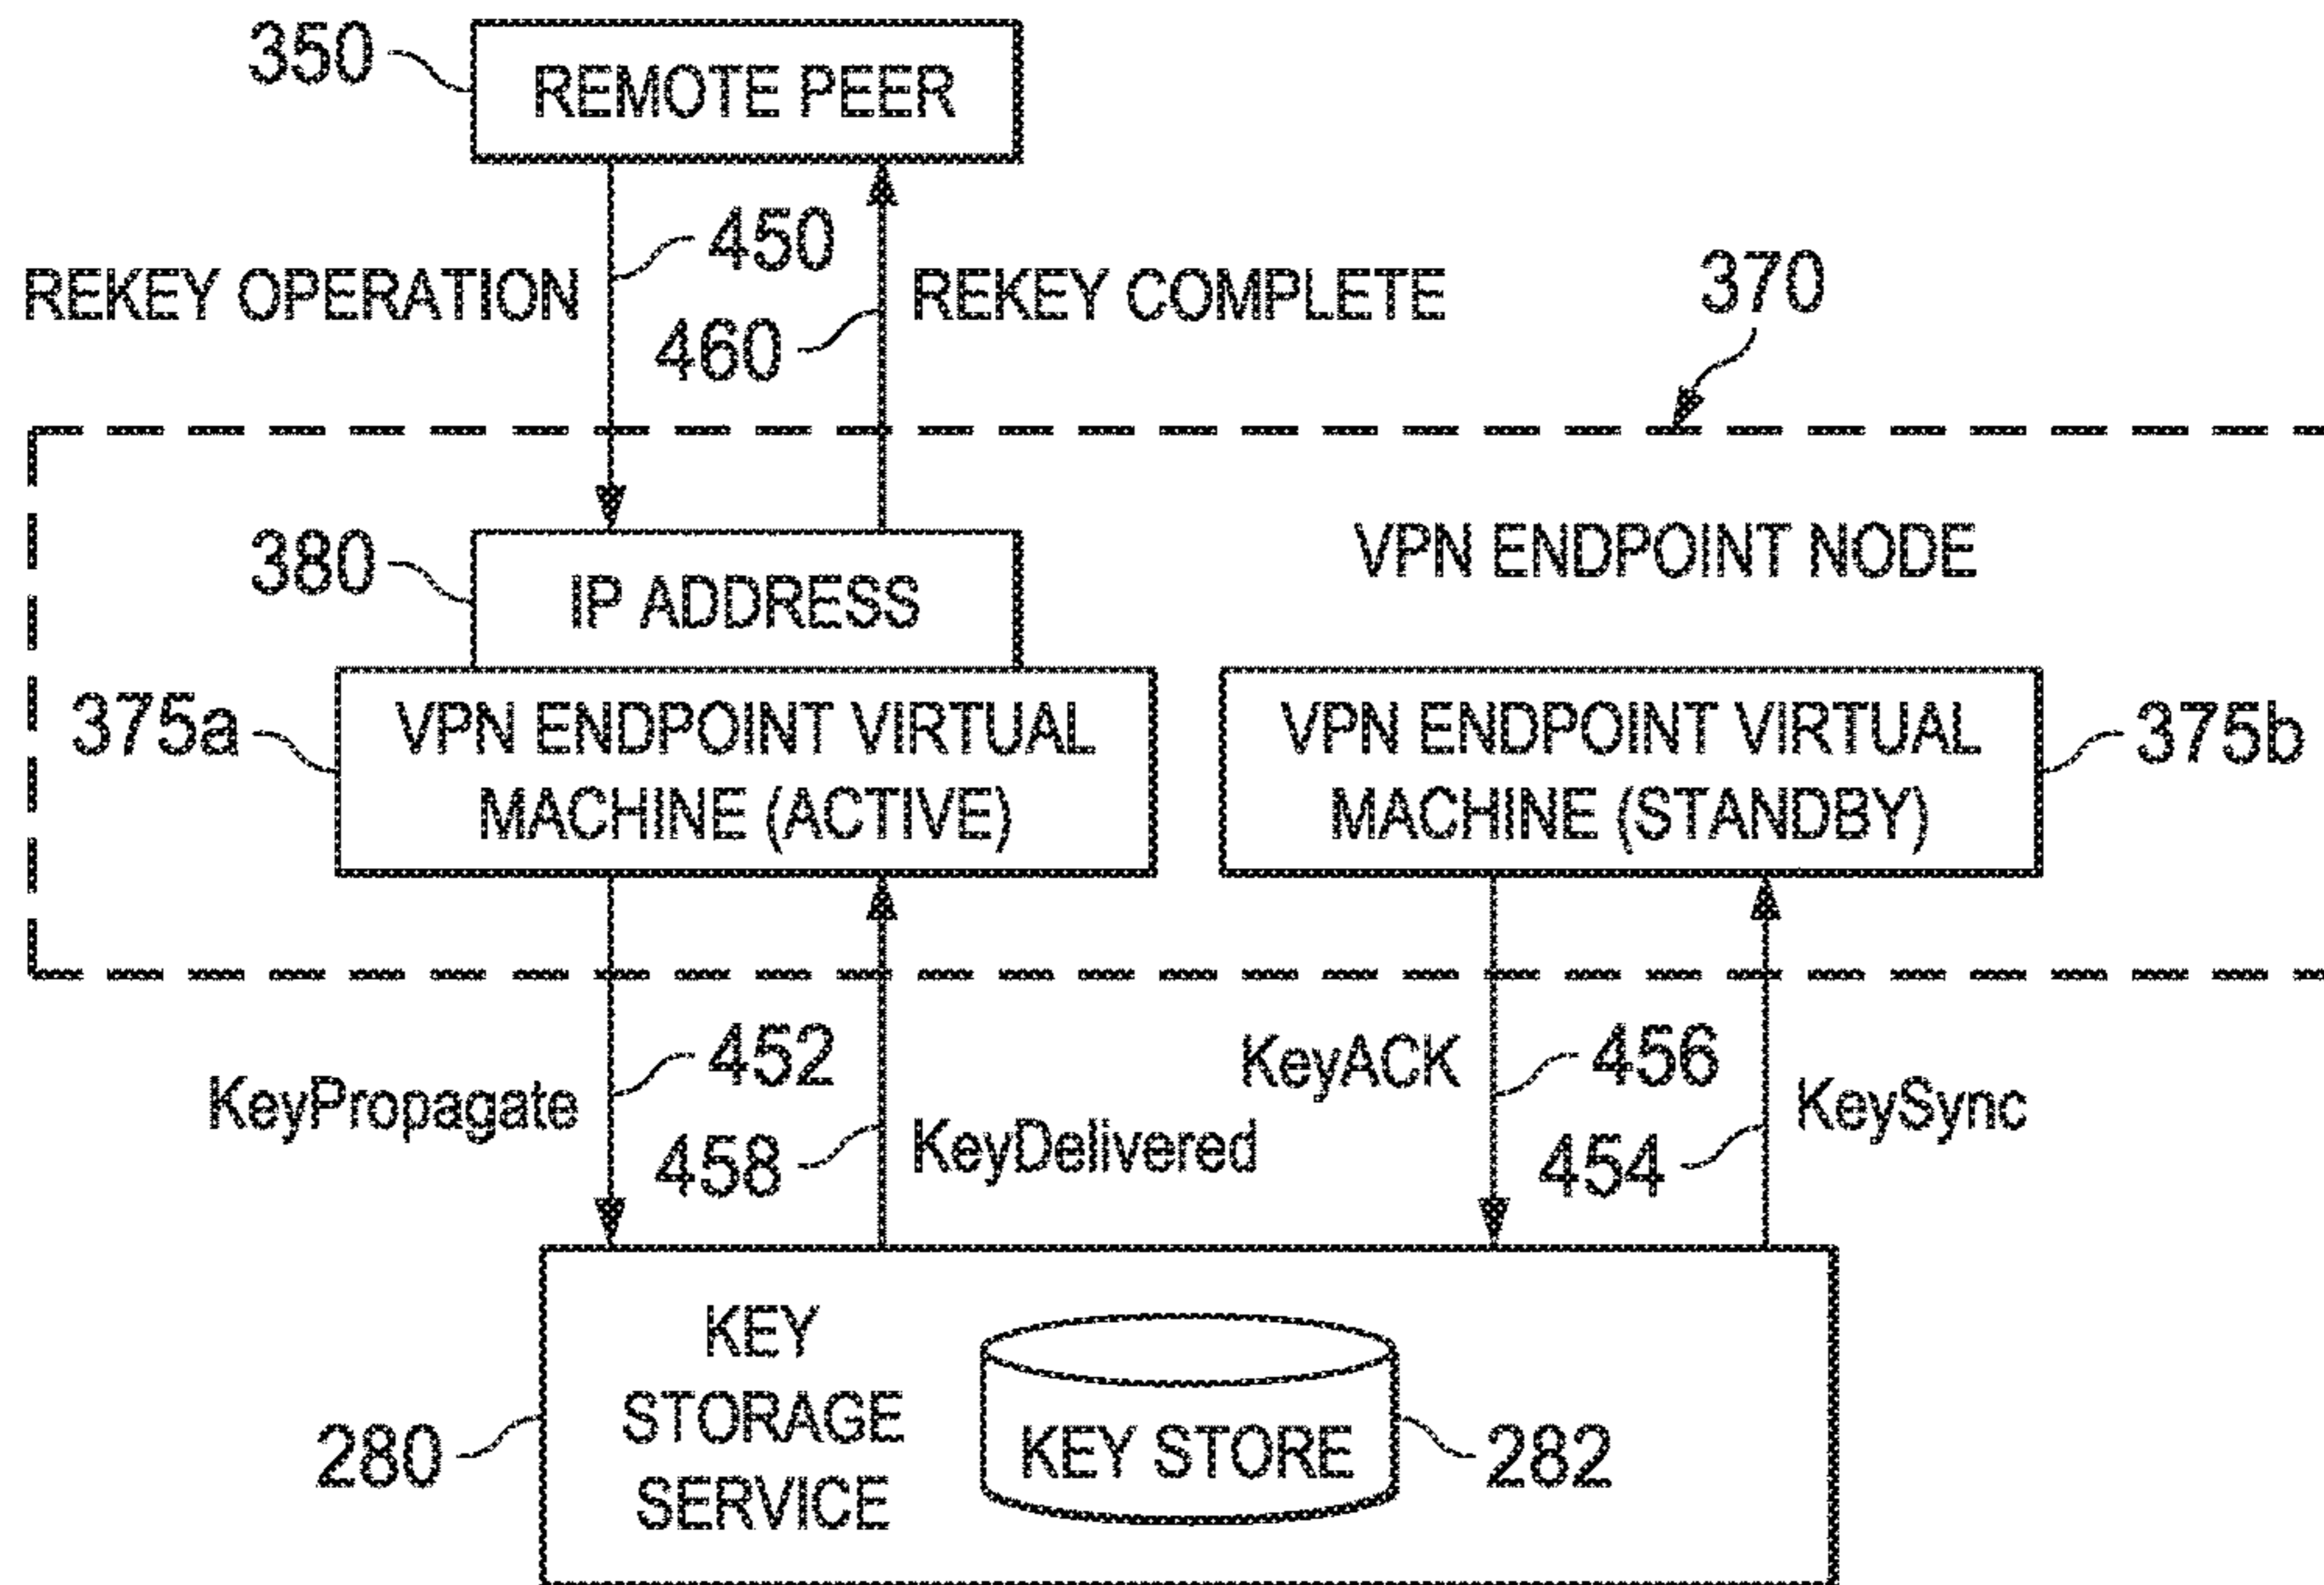 350
REMOTE PEER
450
REKEY OPERATION
REKEY COMPLETE
460
370
380
IP ADDRESS
VPN ENDPOINT NODE
375a
VPN ENDPOINT VIRTUAL
MACHINE (ACTIVE)
VPN ENDPOINT VIRTUAL
MACHINE (STANDBY)
375b
452
KeyPropagate
458
KeyDelivered
KeyACK
456
454
KeySync
KEY
STORAGE
SERVICE
280
KEY STORE
282